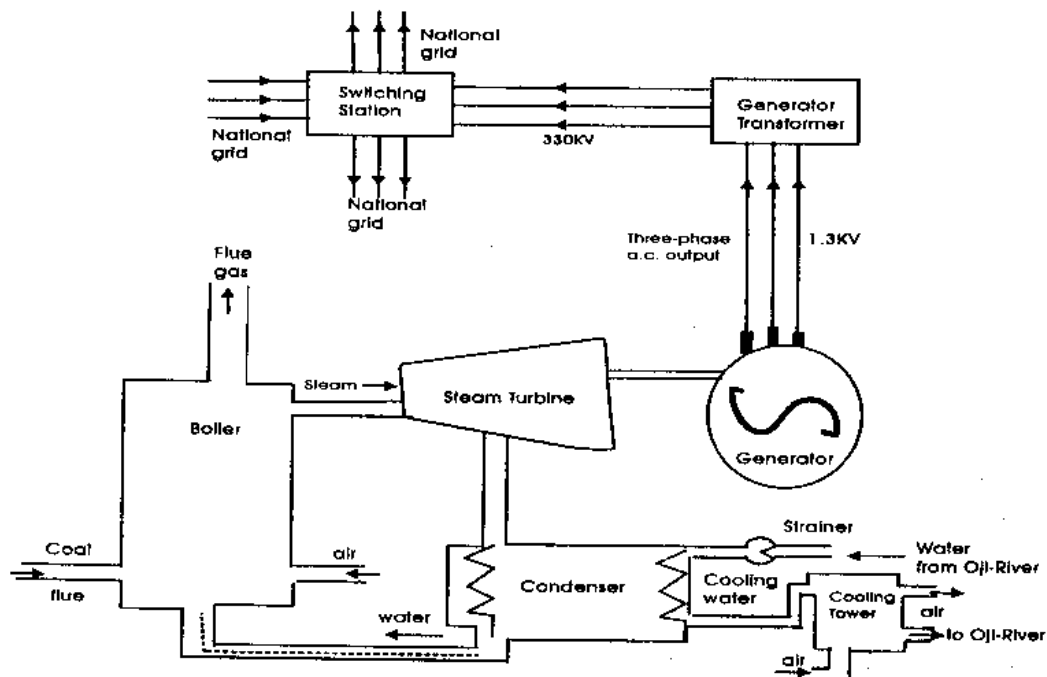 National
grid
Switching
Station
National
grid
National
grid
330KV
Generator
Transformer
Three-phase
a.c. output
1.3KV
Flue
gas
Steam
Steam Turbine
Boiler
Generator
Coal
flue
air
water
Condenser
Strainer
Water
from Oji-River
Cooling
water
Cooling
Tower
air
to Oji-River
air